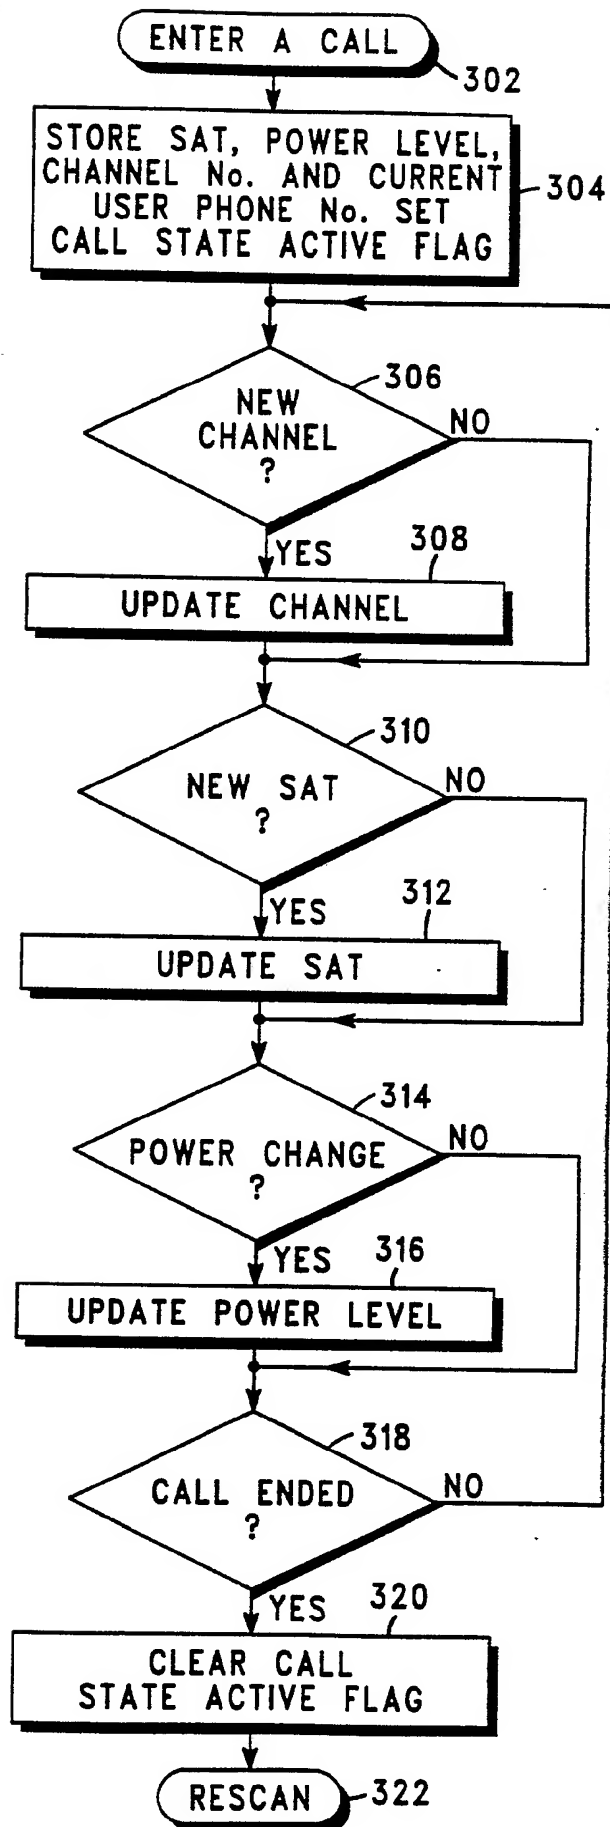 ENTER A CALL
302
STORE SAT, POWER LEVEL,
CHANNEL No. AND CURRENT
USER PHONE No. SET
CALL STATE ACTIVE FLAG
304
306
NEW
CHANNEL
?
NO
YES
308
UPDATE CHANNEL
310
NEW SAT
?
NO
YES
312
UPDATE SAT
314
POWER CHANGE
?
NO
YES
316
UPDATE POWER LEVEL
318
CALL ENDED
?
NO
YES
320
CLEAR CALL
STATE ACTIVE FLAG
RESCAN
322